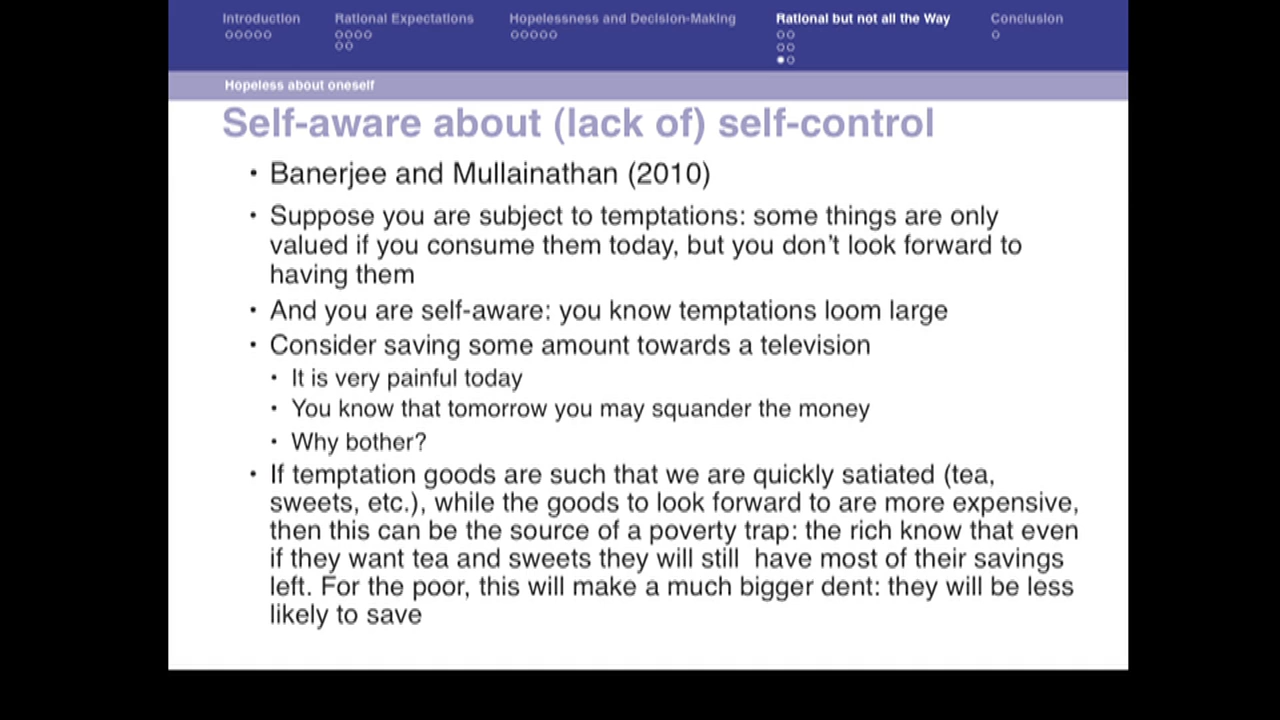 Introduction Rational Expectations Hopelessness and Decision-Making Rational but not all the Way Conclusion
Hopeless about oneself
Self-aware about (lack of) self-control
• Banerjee and Mullainathan (2010)
• Suppose you are subject to temptations: some things are only
valued if you consume them today, but you don't look forward to
having them
• And you are self-aware: you know temptations loom large
• Consider saving some amount towards a television
• It is very painful today
• You know that tomorrow you may squander the money
• Why bother?
• If temptation goods are such that we are quickly satiated (tea,
sweets, etc.), while the goods to look forward to are more expensive,
then this can be the source of a poverty trap: the rich know that even
if they want tea and sweets they will still have most of their savings
left. For the poor, this will make a much bigger dent: they will be less
likely to save